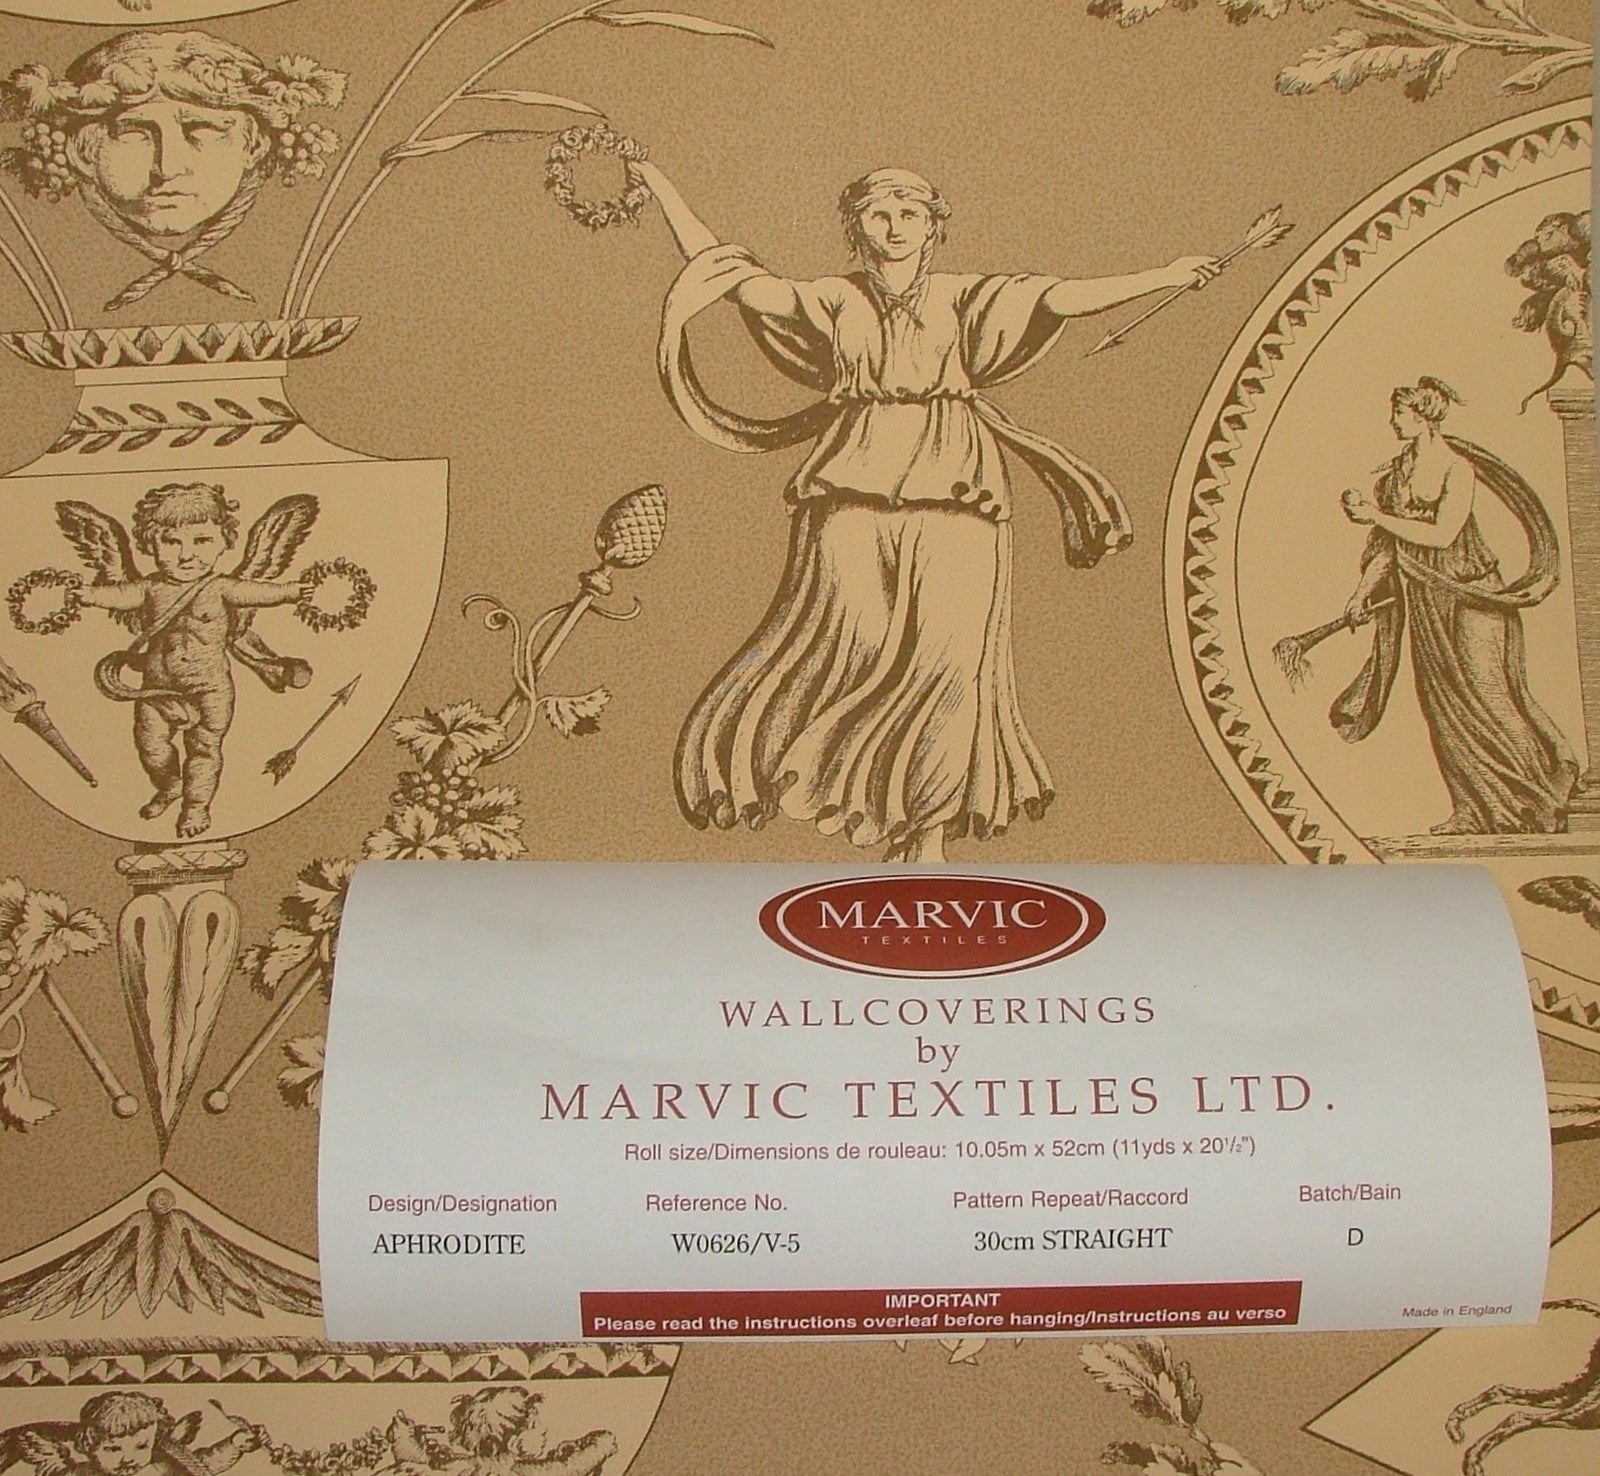 MARVIC
TEXTILES
WALLCOVERINGS
by
MARVIC TEXTILES LTD.
Roll size/Dimensions de rouleau: 10.05m x 52cm (11yds x 20½")
Design/Designation Reference No. Pattern Repeat/Raccord Batch/Bain
APHRODITE W0626/V-5 30cm STRAIGHT D
IMPORTANT
Please read the instructions overleaf before hanging/Instructions au verso
Made in England